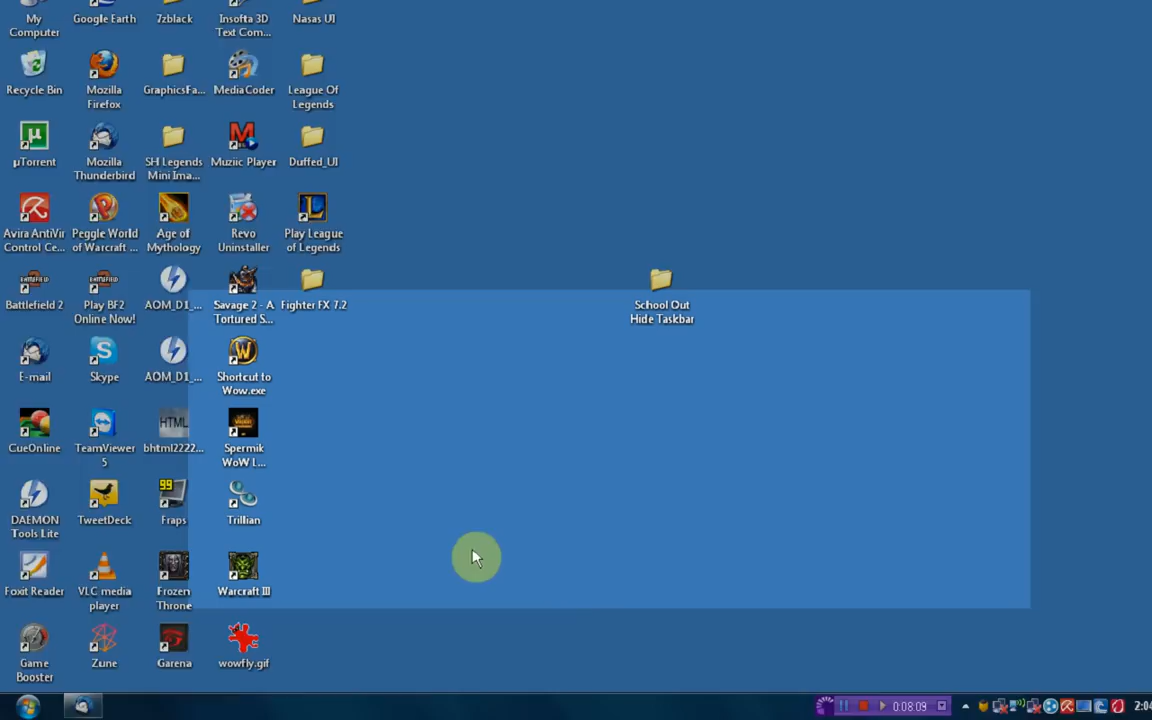 My
Computer
Google Earth
7zblack
Insofta 3D
Text Com...
Nasas UI
Recycle Bin
Mozilla
Firefox
GraphicsFa...
MediaCoder
League Of
Legends
µTorrent
Mozilla
Thunderbird
SH Legends
Mini Ima...
Muziic Player
Duffed_UI
Avira AntiVir
Control Ce...
Peggle World
of Warcraft ...
Age of
Mythology
Revo
Uninstaller
Play League
of Legends
Battlefield 2
Play BF2
Online Now!
AOM_D1_...
Savage 2 - A
Tortured S...
Fighter FX 7.2
School Out
Hide Taskbar
E-mail
Skype
AOM_D1_...
Shortcut to
Wow.exe
CueOnline
TeamViewer
5
HTML
bhtml2222...
Spermik
WoW L...
DAEMON
Tools Lite
TweetDeck
99
Fraps
Trillian
Foxit Reader
VLC media
player
Frozen
Throne
Warcraft III
Game
Booster
Zune
Garena
wowfly.gif
0:08:09
2:04